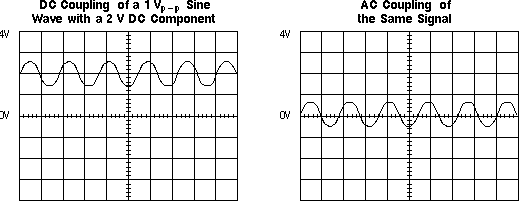 DC Coupling of a 1 Vp-p Sine
Wave with a 2 V DC Component
4V
0V
AC Coupling of
the Same Signal
4V
0V